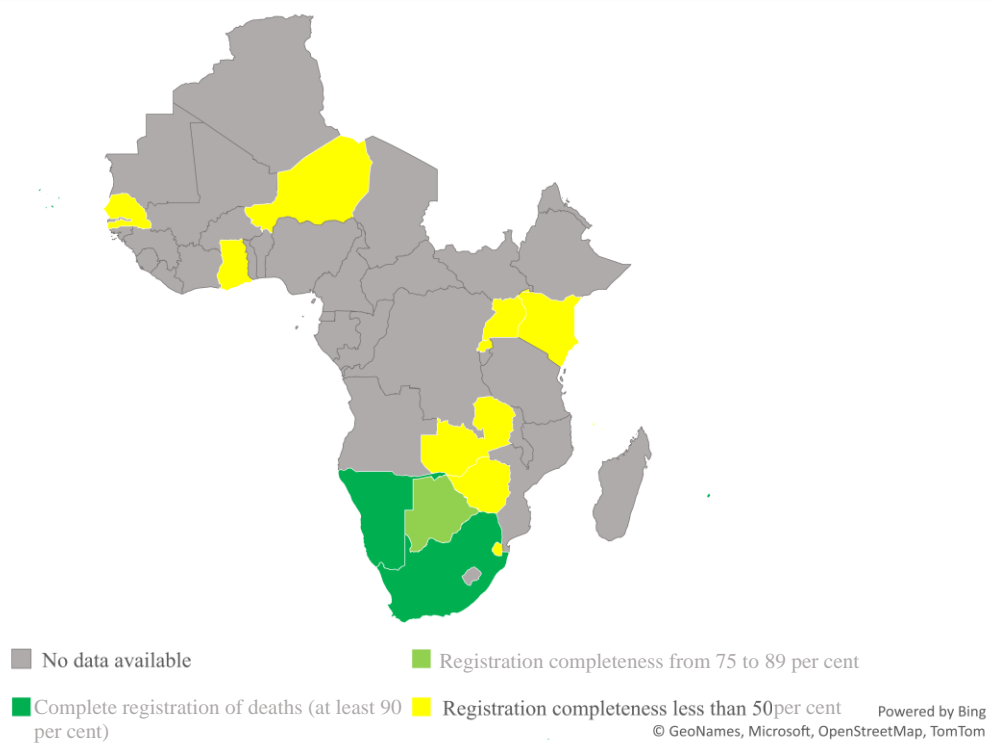 No data available
Registration completeness from 75 to 89 per cent
Complete registration of deaths (at least 90
per cent)
Registration completeness less than 50per cent
Powered by Bing
© GeoNames, Microsoft, OpenStreetMap, TomTom